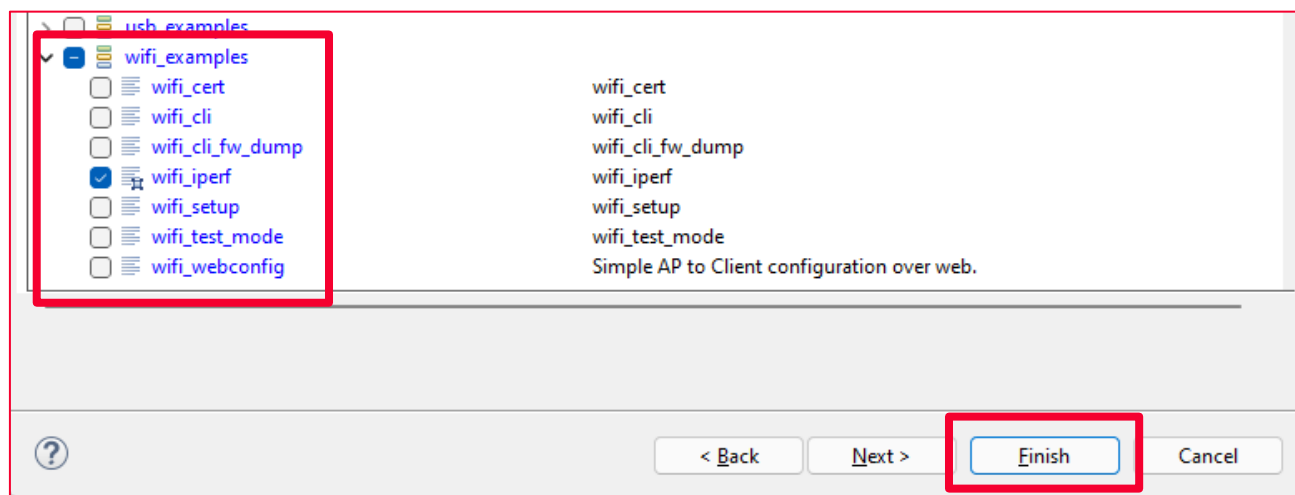 usb_examples
wifi_examples
wifi_cert wifi_cert
wifi_cli wifi_cli
wifi_cli_fw_dump wifi_cli_fw_dump
wifi_iperf wifi_iperf
wifi_setup wifi_setup
wifi_test_mode wifi_test_mode
wifi_webconfig Simple AP to Client configuration over web.
? < Back Next > Finish Cancel